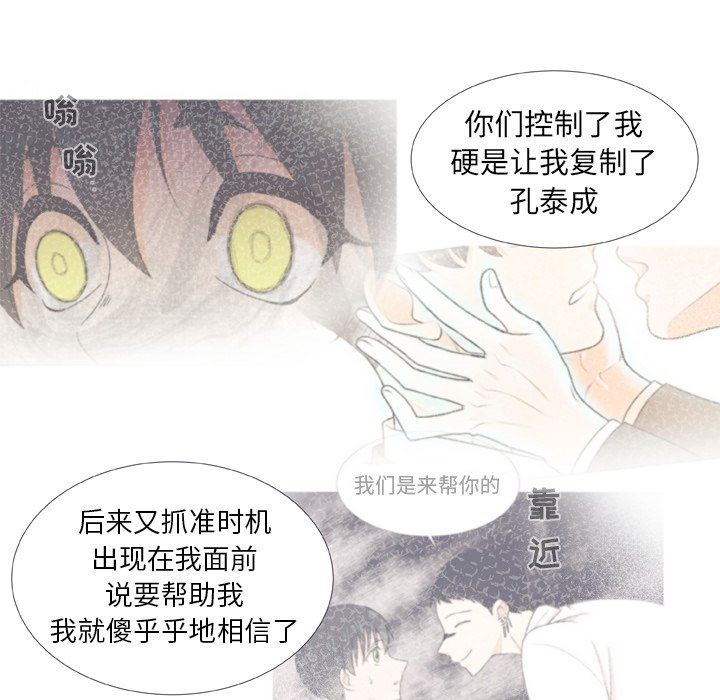 嗡
嗡
你们控制了我
硬是让我复制了
孔泰成
我们是来帮你的
靠
近
后来又抓准时机
出现在我面前
说要帮助我
我就傻乎乎地相信了